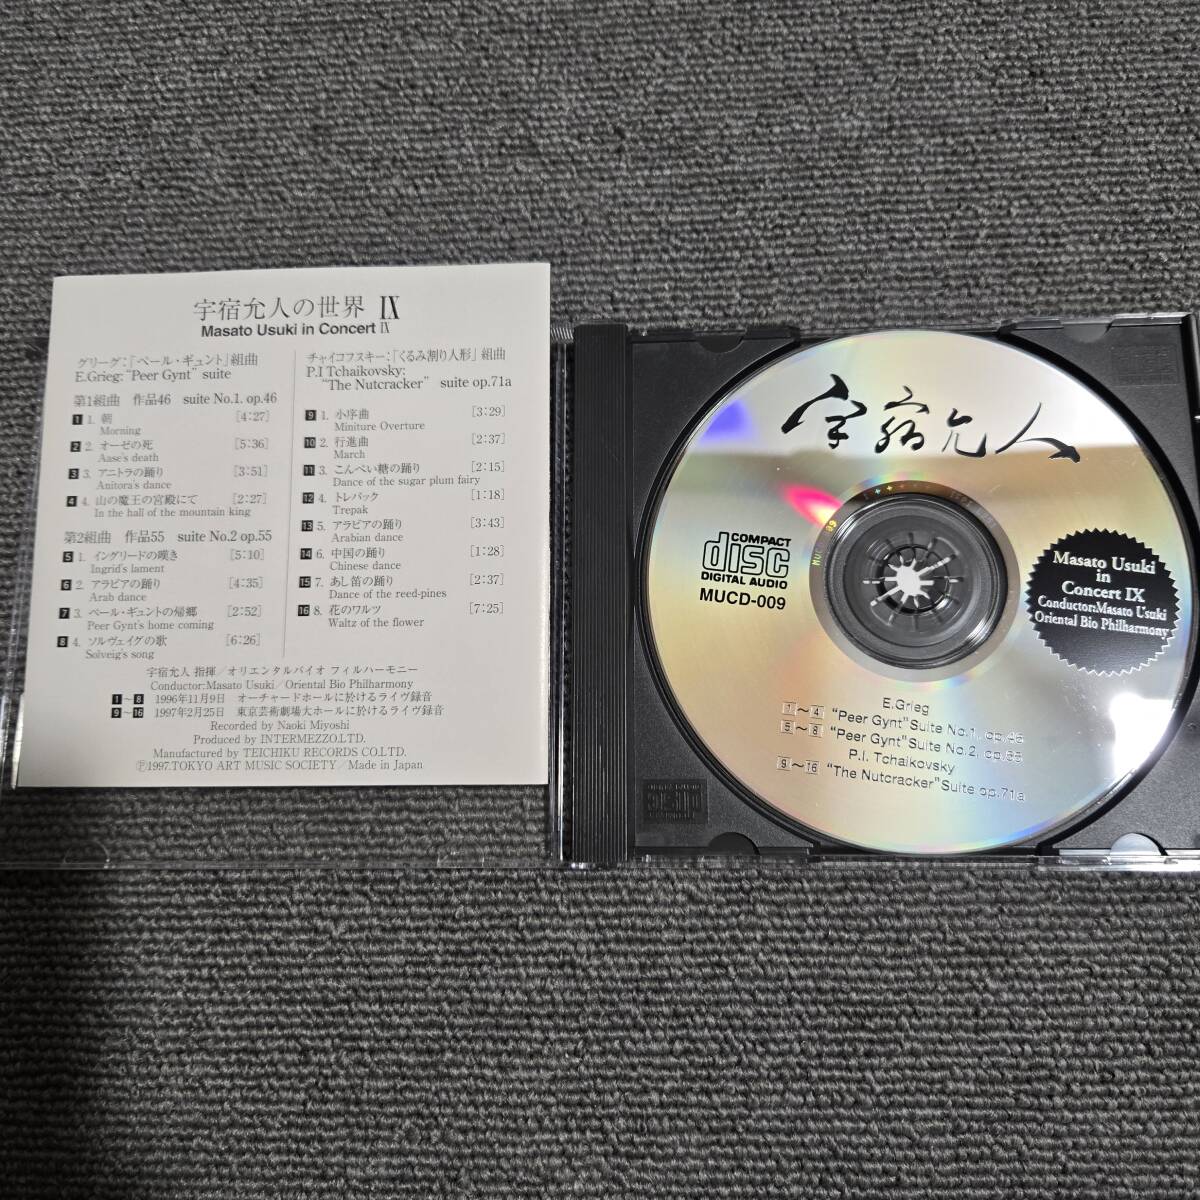 宇宿允人の世界 IX
Masato Usuki in Concert IX
グリーグ:「ペール・ギュント」組曲
E.Grieg: "Peer Gynt" suite
第1組曲 作品46 suite No.1. op.46
1 1. 朝 [4:27]
Morning
2 2. オーゼの死 [5:36]
Aase's death
3 3. アニトラの踊り [3:51]
Anitora's dance
4 4. 山の魔王の宮殿にて [2:27]
In the hall of the mountain king
第2組曲 作品55 suite No.2 op.55
5 1. イングリードの嘆き [5:10]
Ingrid's lament
6 2. アラビアの踊り [4:35]
Arab dance
7 3. ペール・ギュントの帰郷 [2:52]
Peer Gynt's home coming
8 4. ソルヴェイグの歌 [6:26]
Solveig's song
チャイコフスキー:「くるみ割り人形」組曲
P.I Tchaikovsky:
"The Nutcracker" suite op.71a
9 1. 小序曲 [3:29]
Miniture Overture
10 2. 行進曲 [2:37]
March
11 3. こんぺい糖の踊り [2:15]
Dance of the sugar plum fairy
12 4. トレパック [1:18]
Trepak
13 5. アラビアの踊り [3:43]
Arabian dance
14 6. 中国の踊り [1:28]
Chinese dance
15 7. あし笛の踊り [2:37]
Dance of the reed-pines
16 8. 花のワルツ [7:25]
Waltz of the flower
宇宿允人 指揮/オリエンタルバイオ フィルハーモニー
Conductor:Masato Usuki/Oriental Bio Philharmony
1~8 1996年11月9日 オーチャードホールに於けるライヴ録音
9~16 1997年2月25日 東京芸術劇場大ホールに於けるライヴ録音
Recorded by Naoki Miyoshi
Produced by INTERMEZZO.LTD.
Manufactured by TEICHIKU RECORDS CO.LTD.
Ⓟ1997.TOKYO ART MUSIC SOCIETY/Made in Japan
宇宿允人
COMPACT
disc
DIGITAL AUDIO
MUCD-009
Masato Usuki
in
Concert IX
Conductor:Masato Usuki
Oriental Bio Philharmony
E.Grieg
1~4 "Peer Gynt"Suite No.1. op.46
5~8 "Peer Gynt"Suite No.2. op.55
P.I. Tchaikovsky
9~16 "The Nutcracker"Suite op.71a